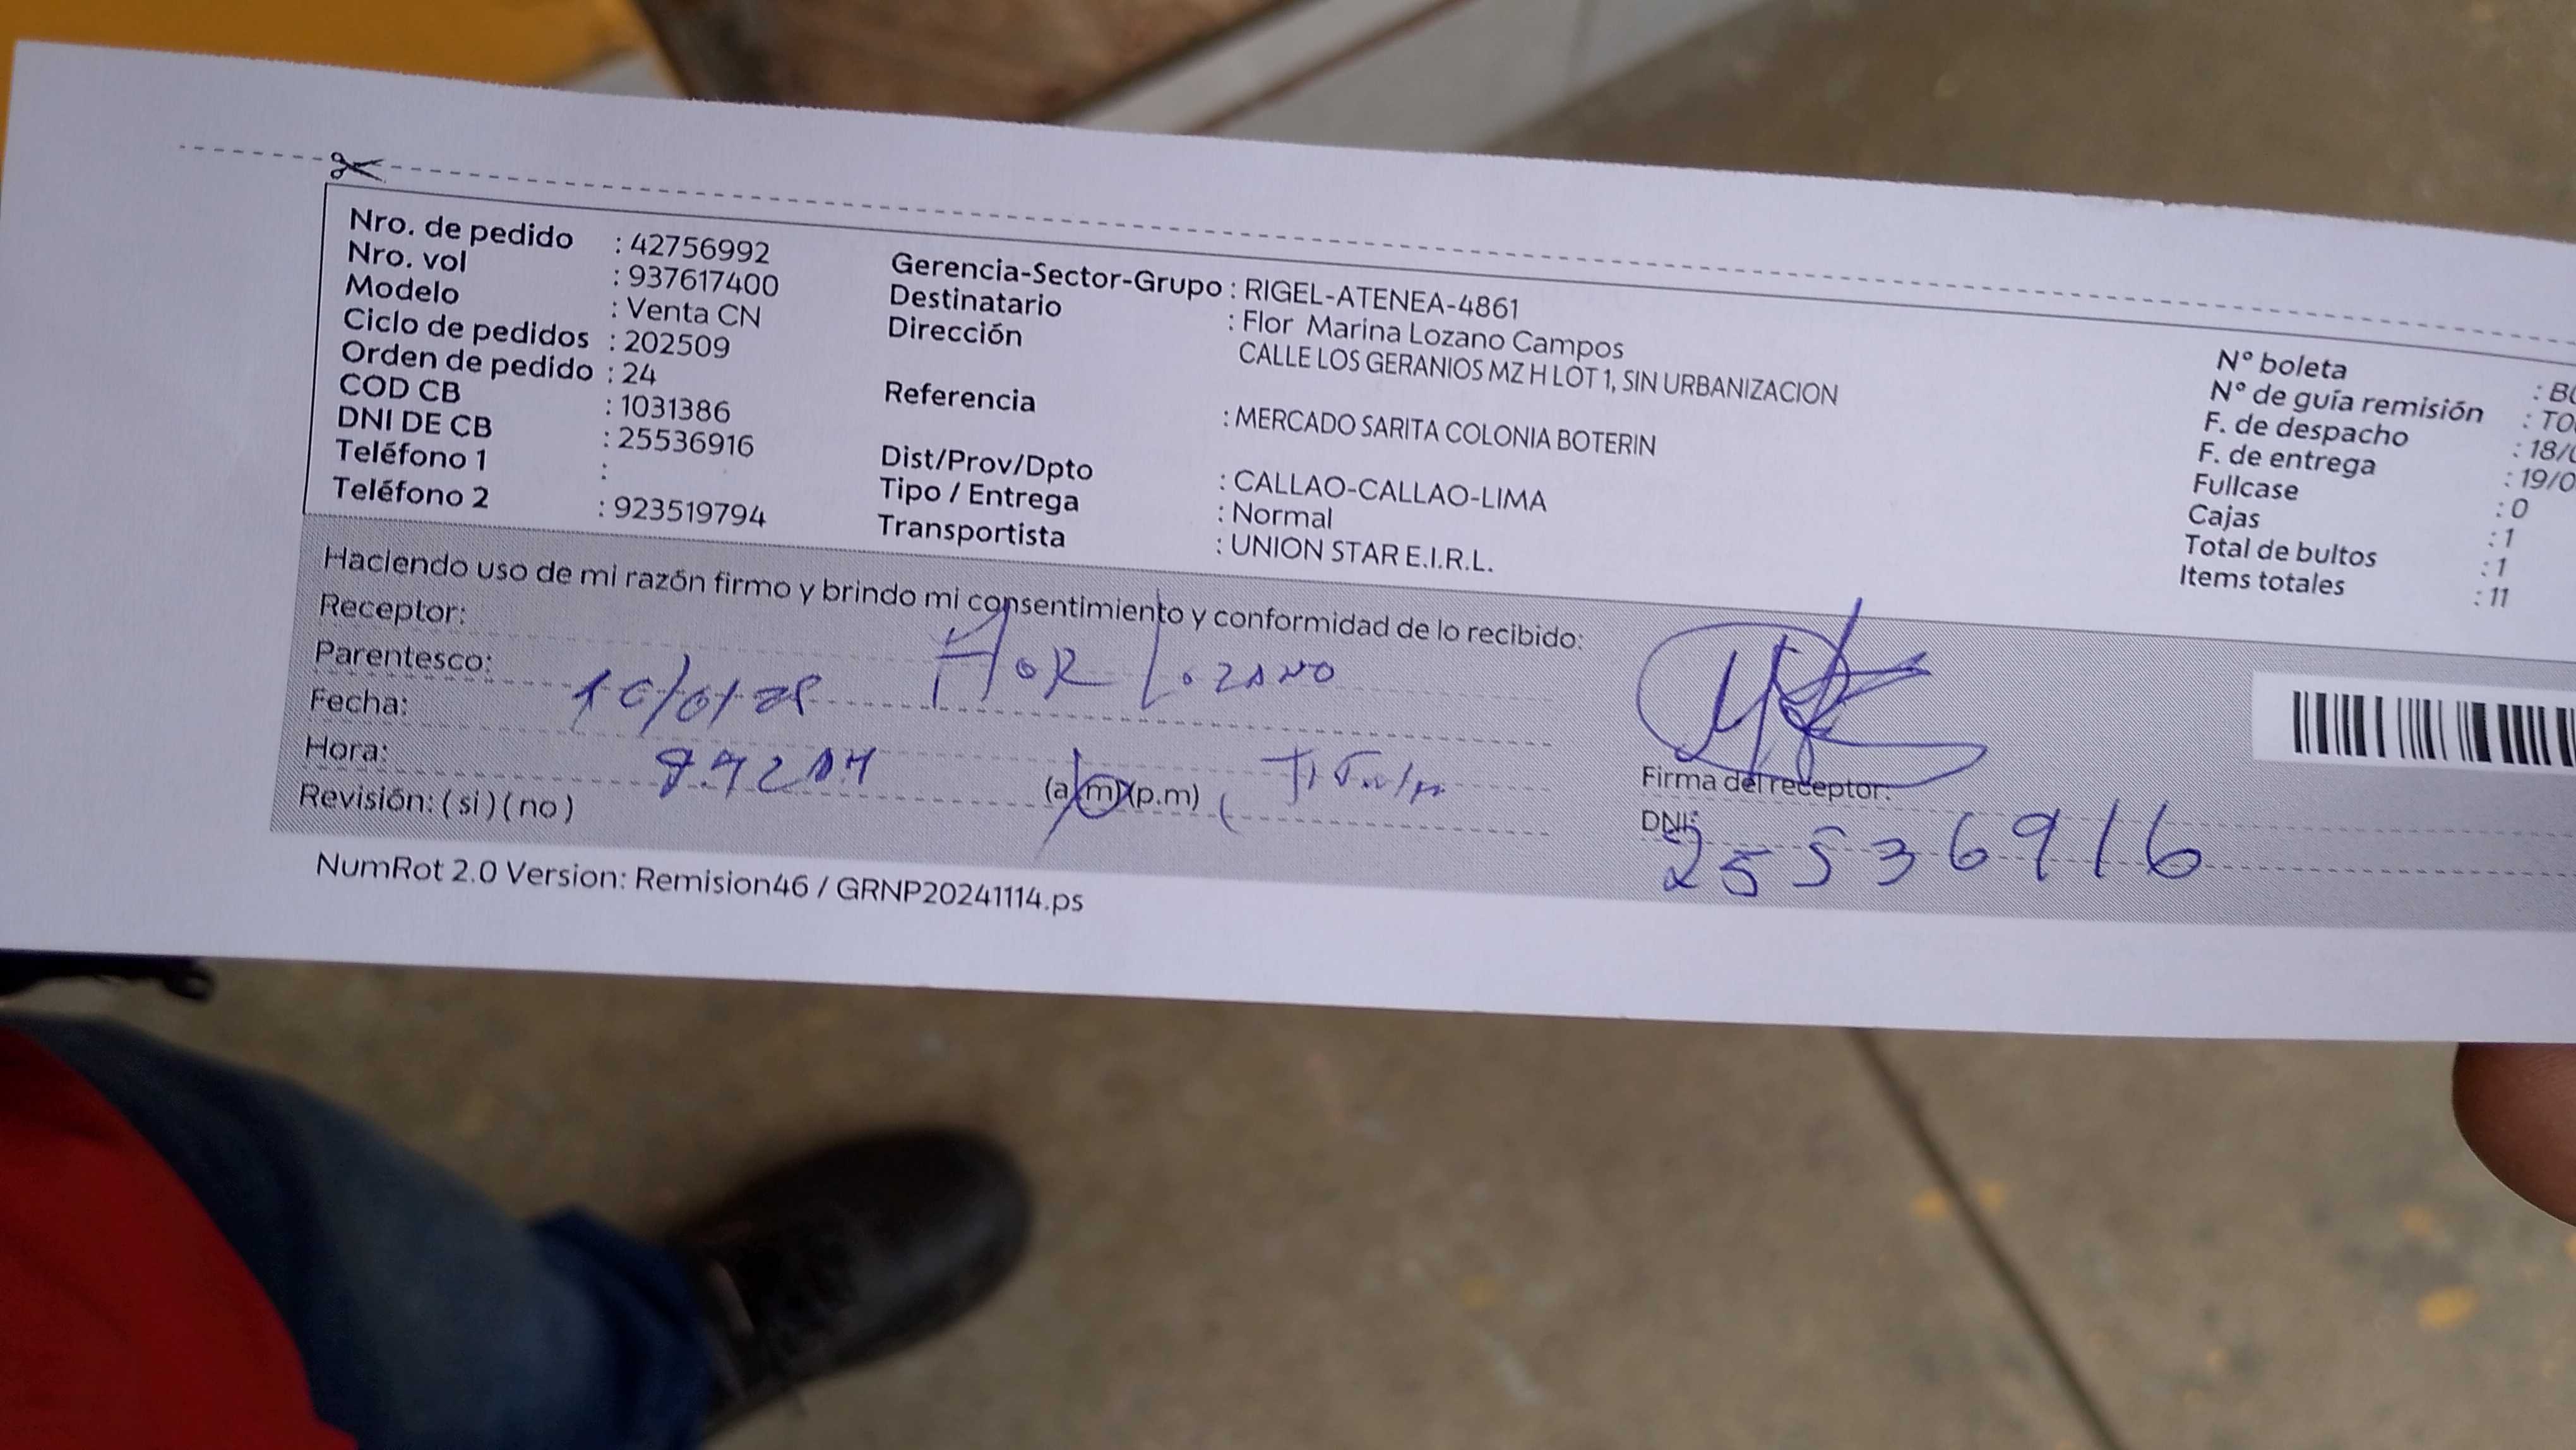 Nro. de pedido : 42756992
Nro. vol : 937617400
Modelo : Venta CN
Ciclo de pedidos : 202509
Orden de pedido : 24
COD CB : 1031386
DNI DE CB : 25536916
Teléfono 1 :
Teléfono 2 : 923519794
Gerencia-Sector-Grupo : RIGEL-ATENEA-4861
Destinatario : Flor Marina Lozano Campos
Dirección CALLE LOS GERANIOS MZ H LOT 1, SIN URBANIZACION
Referencia : MERCADO SARITA COLONIA BOTERIN
Dist/Prov/Dpto : CALLAO-CALLAO-LIMA
Tipo / Entrega : Normal
Transportista : UNION STAR E.I.R.L.
N° boleta : B
N° de guía remisión : TO
F. de despacho : 18/
F. de entrega : 19/0
Fullcase : 0
Cajas : 1
Total de bultos : 1
Items totales : 11
Haciendo uso de mi razón firmo y brindo mi consentimiento y conformidad de lo recibido:
Receptor: Flor Lozano
Parentesco:
Fecha:
Hora: (a.m)(p.m)
Revisión: ( si ) ( no )
Firma del receptor:
DNI: 25536916
NumRot 2.0 Version: Remision46 / GRNP20241114.ps